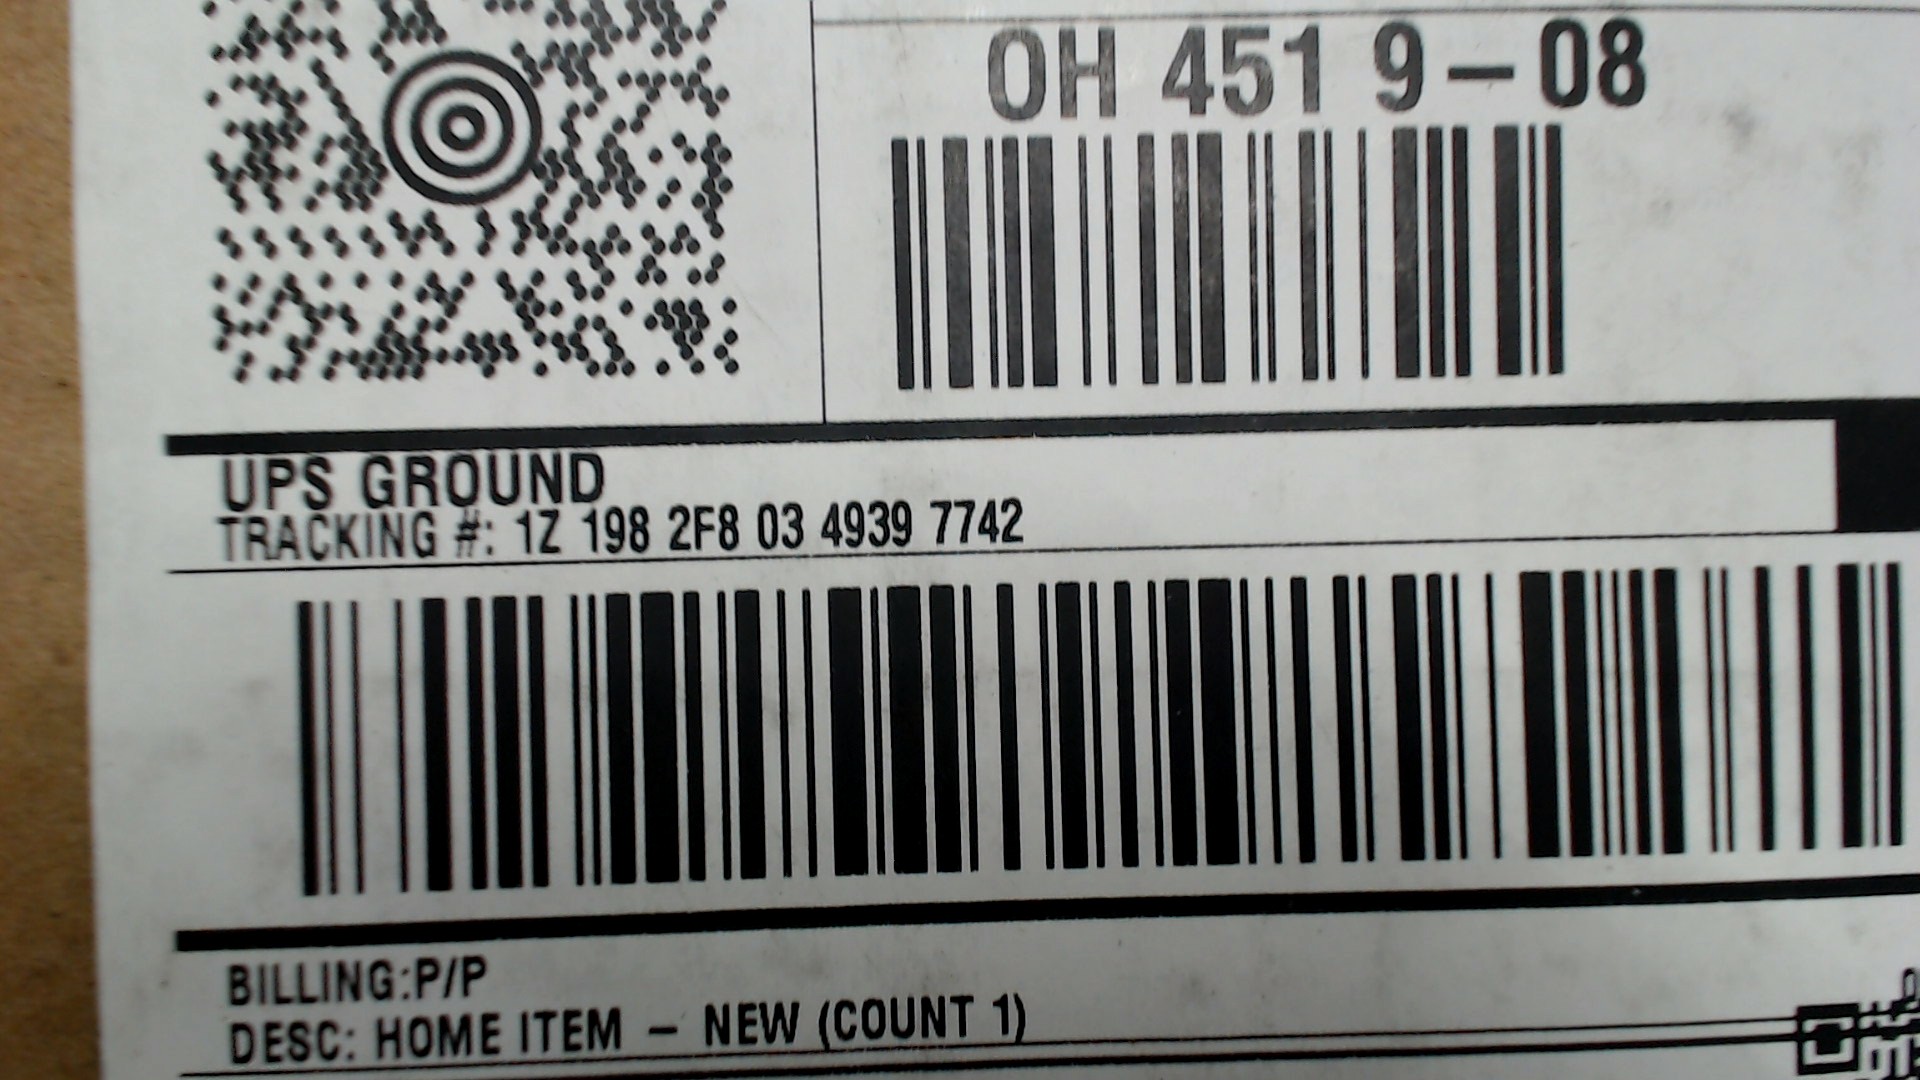 OH 451 9-08
UPS GROUND
TRACKING #: 1Z 198 2F8 03 4939 7742
BILLING:P/P
DESC: HOME ITEM - NEW (COUNT 1)